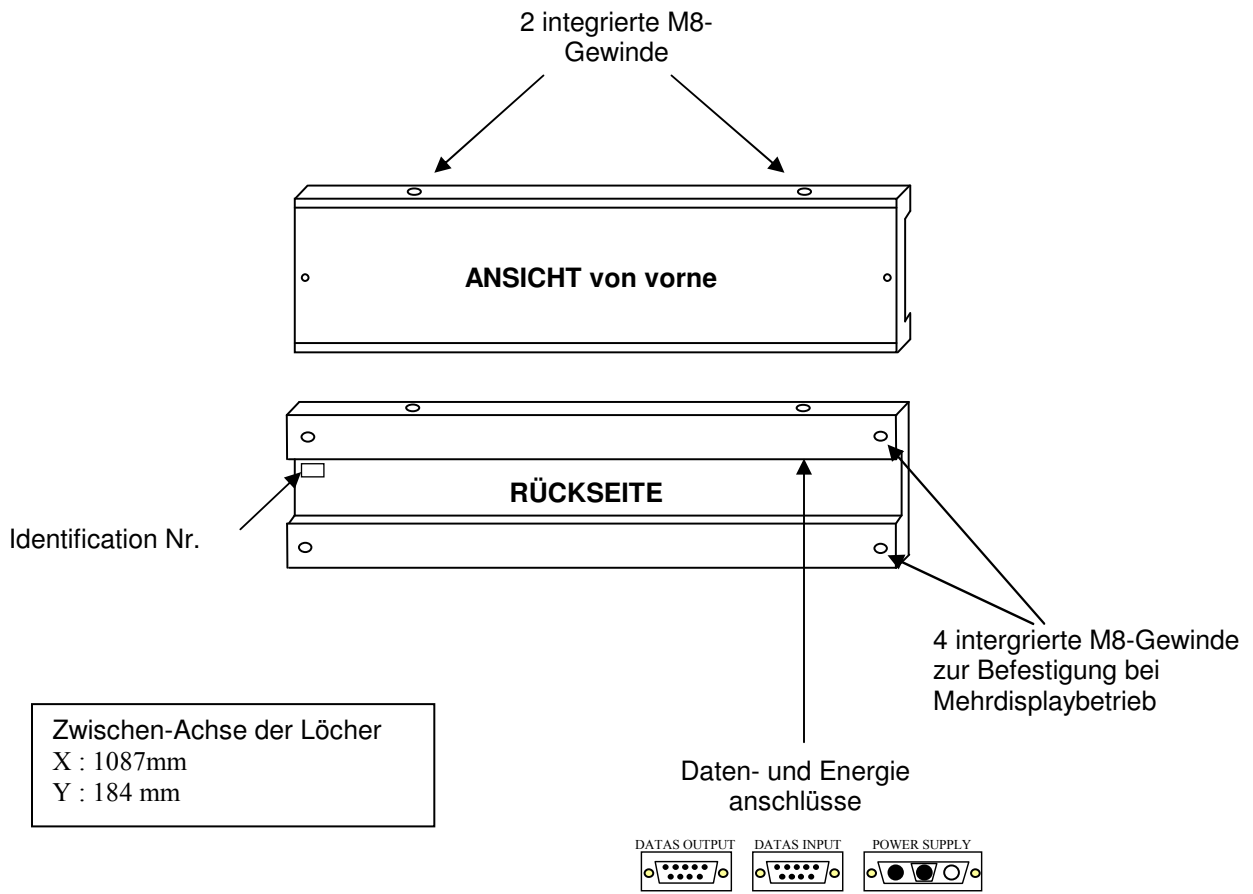 2 integrierte M8-
Gewinde
ANSICHT von vorne
RÜCKSEITE
Identification Nr.
4 intergrierte M8-Gewinde
zur Befestigung bei
Mehrdisplaybetrieb
Zwischen-Achse der Löcher
X : 1087mm
Y : 184 mm
Daten- und Energie
anschlüsse
DATAS OUTPUT
DATAS INPUT
POWER SUPPLY